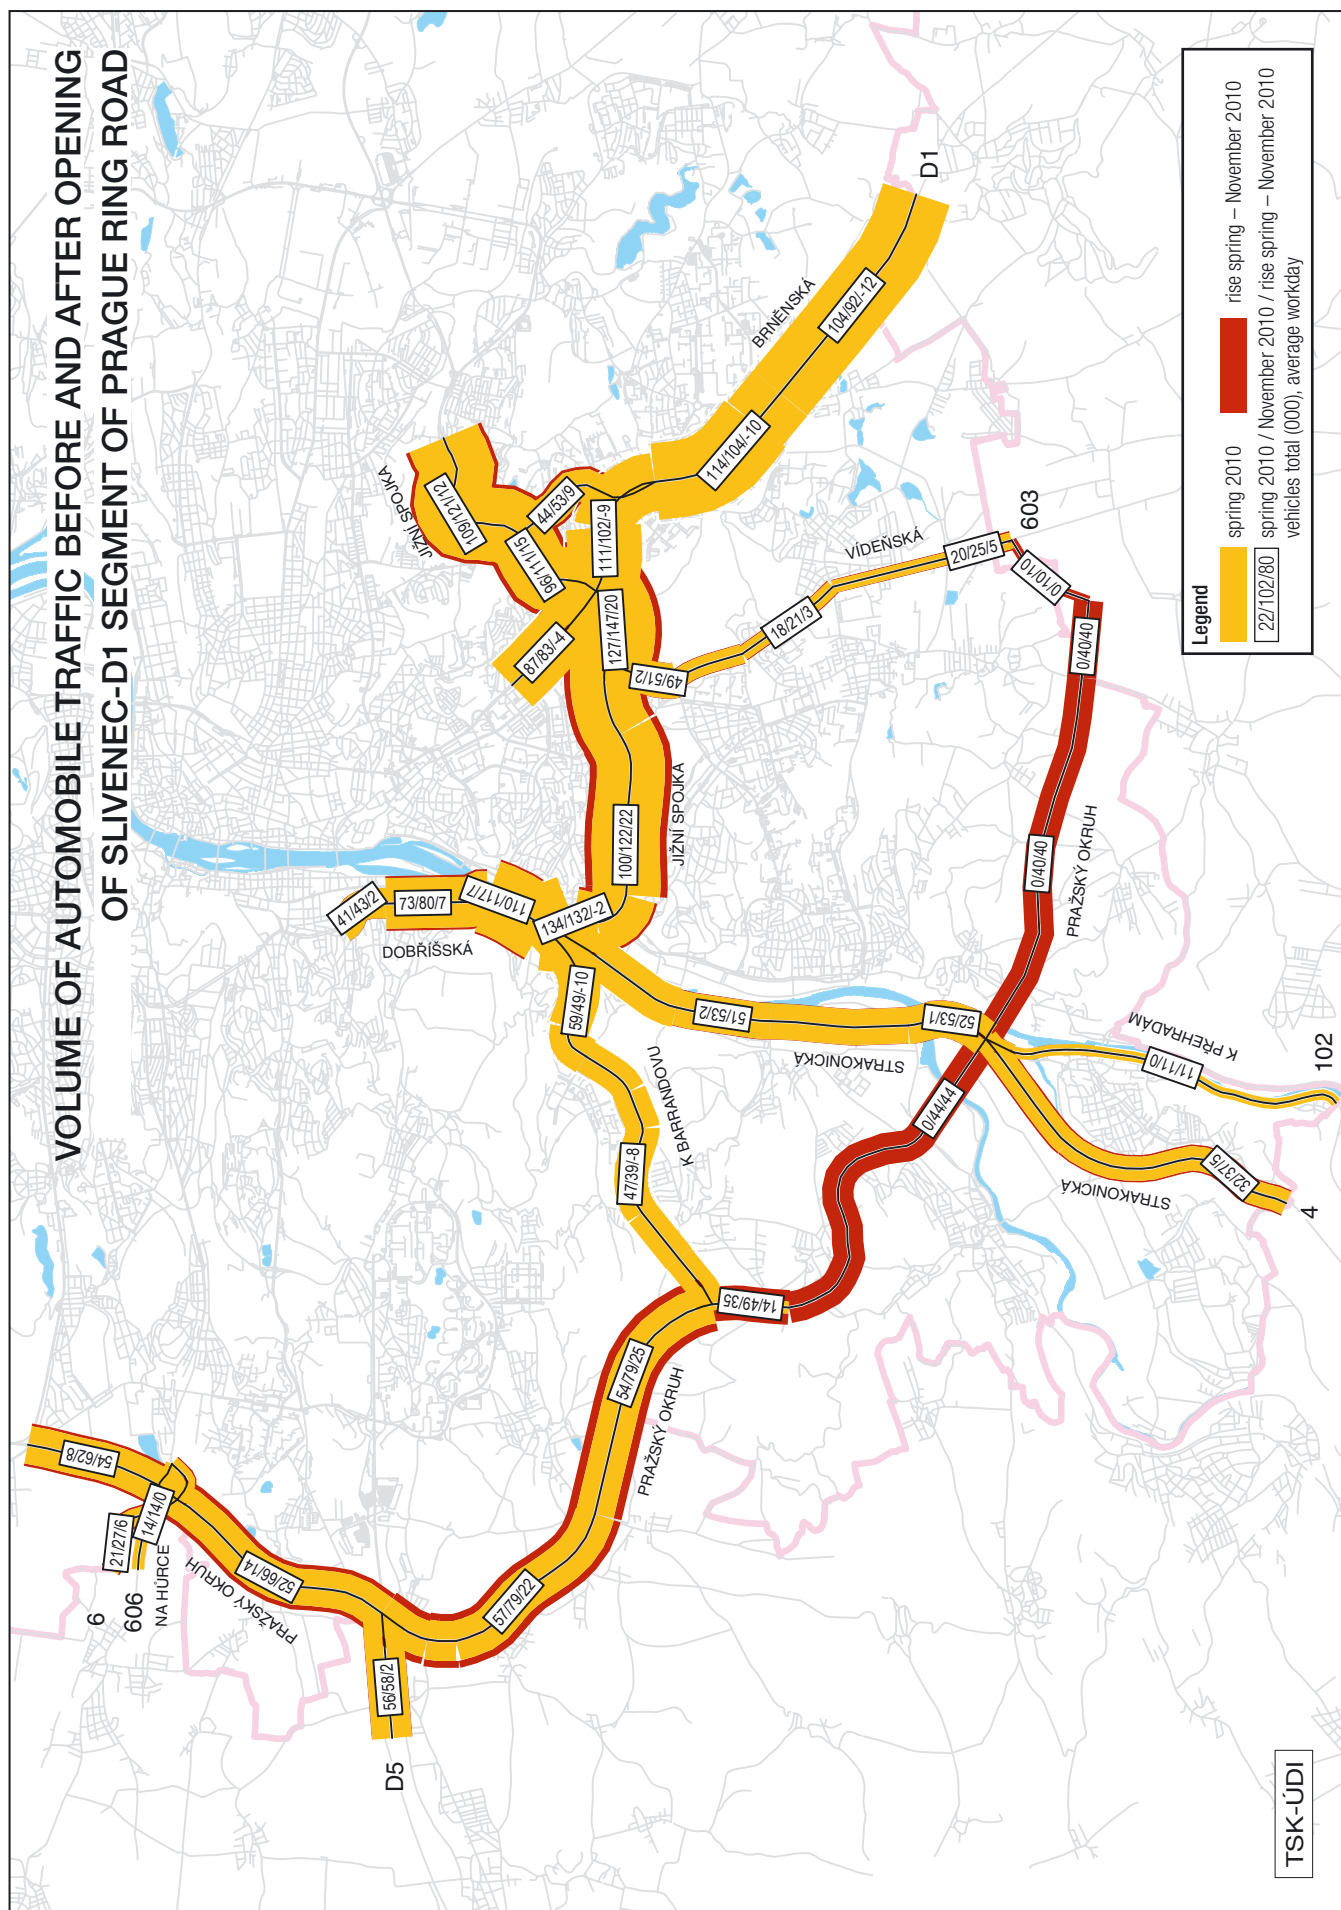 VOLUME OF AUTOMOBILE TRAFFIC BEFORE AND AFTER OPENING
OF SLIVENEC-D1 SEGMENT OF PRAGUE RING ROAD
6
606
NA HŮRCE
21/27/6
14/14/0
54/62/8
PRAŽSKÝ OKRUH
52/66/14
D5
56/58/2
57/79/22
PRAŽSKÝ OKRUH
54/79/25
14/49/35
47/39/-8
K BARRANDOVU
59/49/-10
41/43/2
73/80/7
DOBŘÍŠSKÁ
110/117/7
134/132/-2
51/53/2
STRAKONICKÁ
52/53/1
0/44/44
K PŘEHRADÁM
11/11/0
102
STRAKONICKÁ
32/37/5
4
100/122/22
JIŽNÍ SPOJKA
127/147/20
87/83/-4
96/111/15
JIŽNÍ SPOJKA
109/121/12
44/53/9
111/102/-9
114/104/-10
BRNĚNSKÁ
104/92/-12
D1
49/51/2
18/21/3
VÍDEŇSKÁ
20/25/5
603
0/10/10
0/40/40
0/40/40
PRAŽSKÝ OKRUH
Legend
spring 2010
rise spring – November 2010
22/102/80
spring 2010 / November 2010 / rise spring – November 2010
vehicles total (000), average workday
TSK-ÚDI